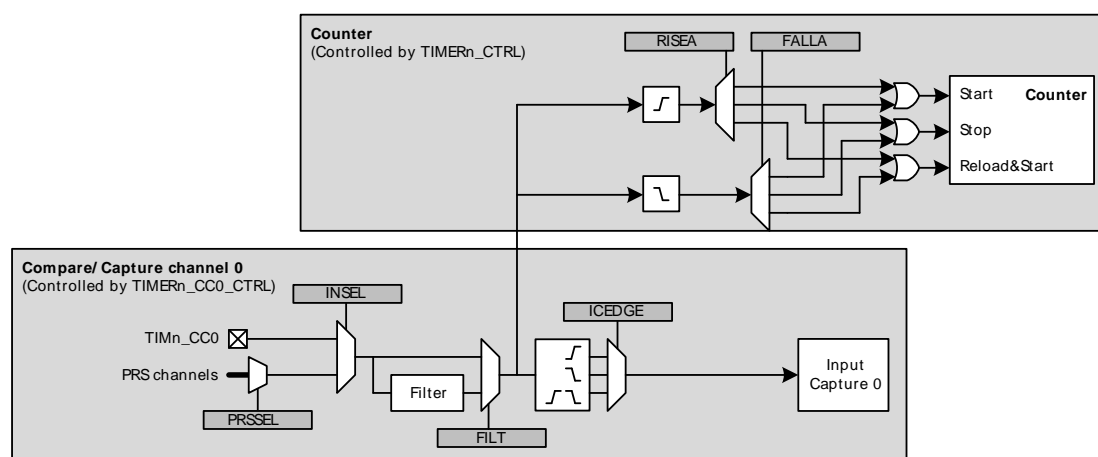 Counter
(Controlled by TIMERn_CTRL)
RISEA
FALLA
Start
Counter
Stop
Reload&Start
Compare/ Capture channel 0
(Controlled by TIMERn_CC0_CTRL)
INSEL
ICEDGE
TIMn_CC0
PRS channels
Filter
Input
Capture 0
PRSSEL
FILT